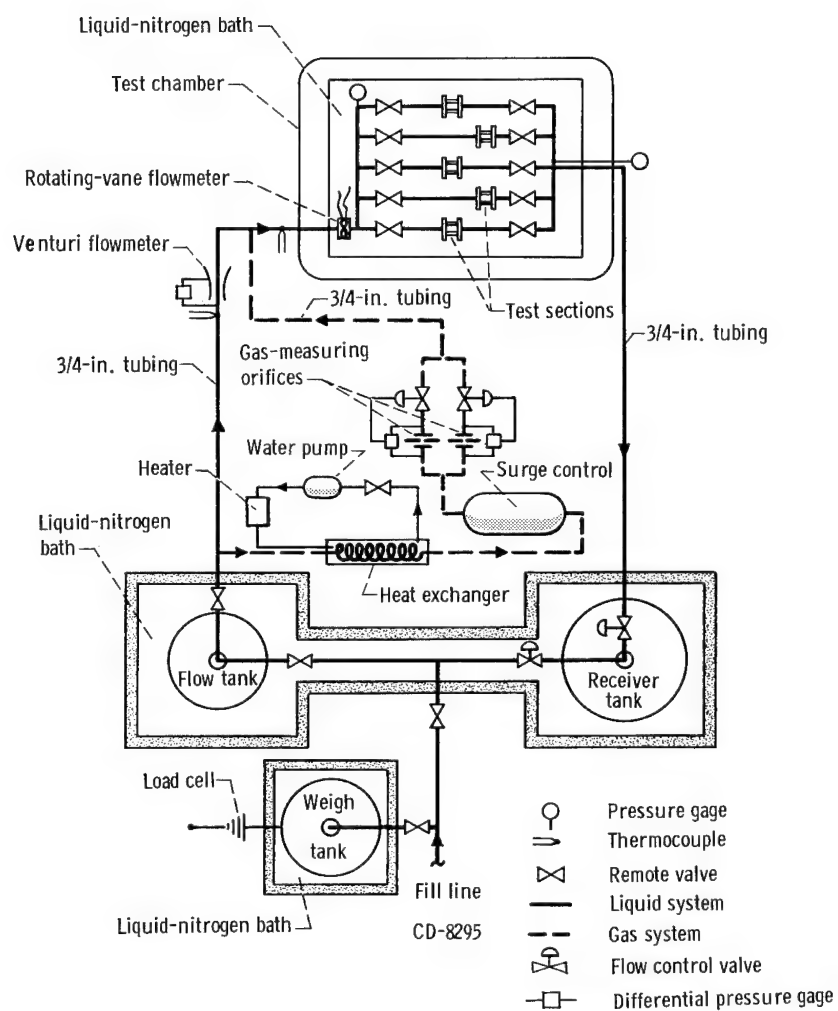 Liquid-nitrogen bath
Test chamber
Rotating-vane flowmeter
Venturi flowmeter
3/4-in. tubing
Test sections
3/4-in. tubing
Gas-measuring
orifices
3/4-in. tubing
Water pump
Heater
Surge control
Liquid-nitrogen
bath
Heat exchanger
Flow tank
Receiver
tank
Load cell
Weigh
tank
Liquid-nitrogen bath
Fill line
CD-8295
Pressure gage
Thermocouple
Remote valve
Liquid system
Gas system
Flow control valve
Differential pressure gage